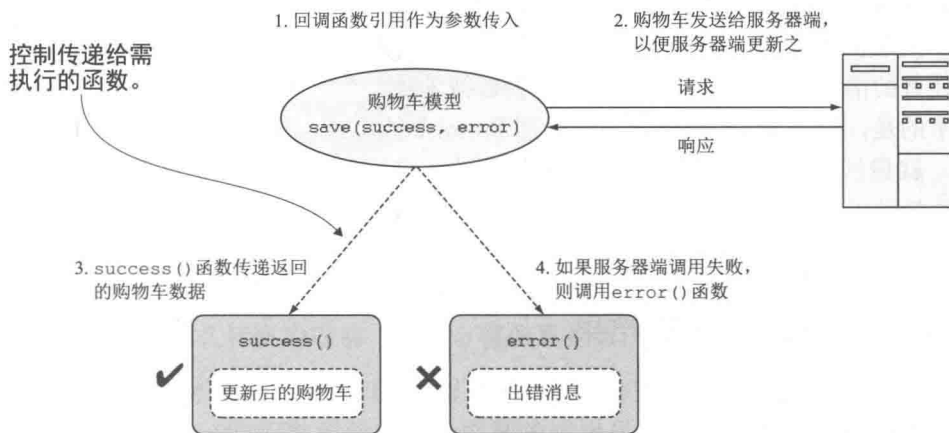 1. 回调函数引用作为参数传入
2. 购物车发送给服务器端,
以便服务器端更新之
控制传递给需
执行的函数。
购物车模型
save(success, error)
请求
响应
3. success()函数传递返回
的购物车数据
4. 如果服务器端调用失败,
则调用error()函数
success()
更新后的购物车
error()
出错消息